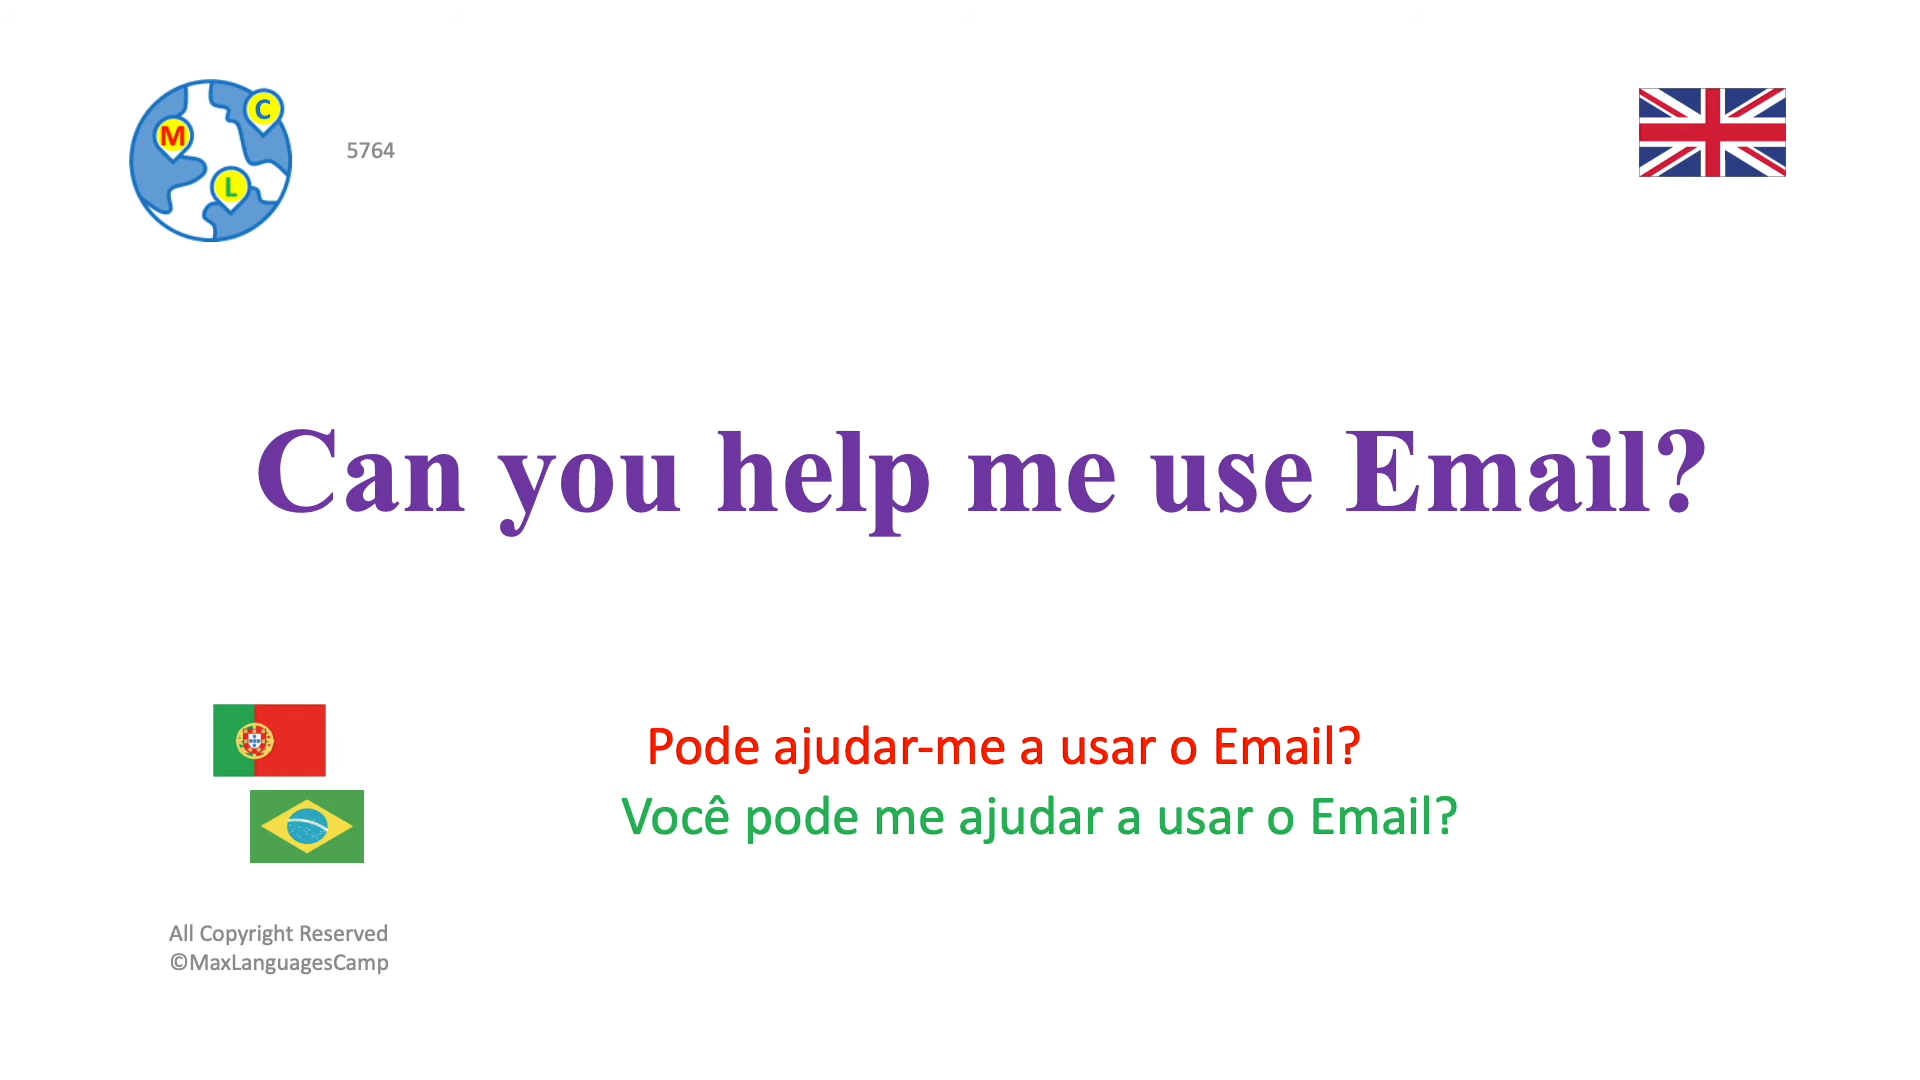 M
C
L
5764
Can you help me use Email?
Pode ajudar-me a usar o Email?
Você pode me ajudar a usar o Email?
All Copyright Reserved
©MaxLanguagesCamp